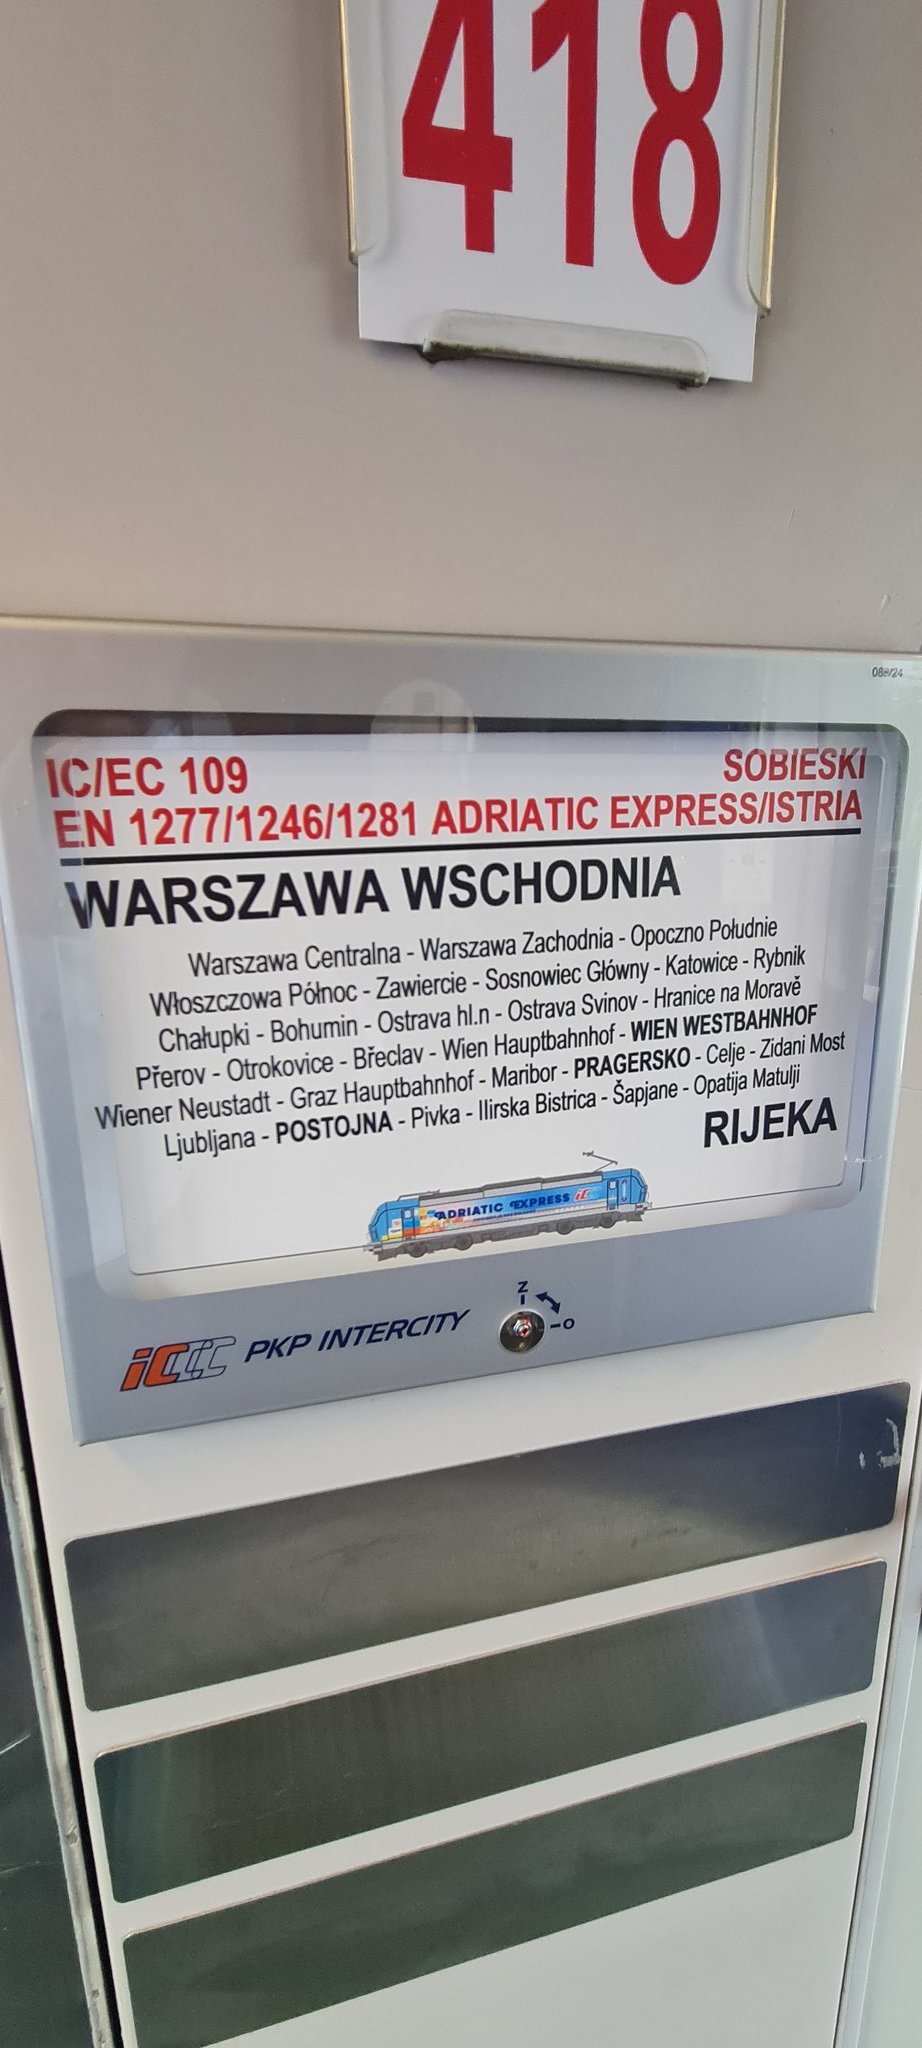 418
068/24
IC/EC 109 SOBIESKI
EN 1277/1246/1281 ADRIATIC EXPRESS/ISTRIA
WARSZAWA WSCHODNIA
Warszawa Centralna - Warszawa Zachodnia - Opoczno Południe
Włoszczowa Północ - Zawiercie - Sosnowiec Główny - Katowice - Rybnik
Chałupki - Bohumin - Ostrava hl.n - Ostrava Svinov - Hranice na Moravě
Přerov - Otrokovice - Břeclav - Wien Hauptbahnhof - WIEN WESTBAHNHOF
Wiener Neustadt - Graz Hauptbahnhof - Maribor - PRAGERSKO - Celje - Zidani Most
Ljubljana - POSTOJNA - Pivka - Ilirska Bistrica - Šapjane - Opatija Matulji
RIJEKA
ADRIATIC EXPRESS IC
Z
O
ic PKP INTERCITY